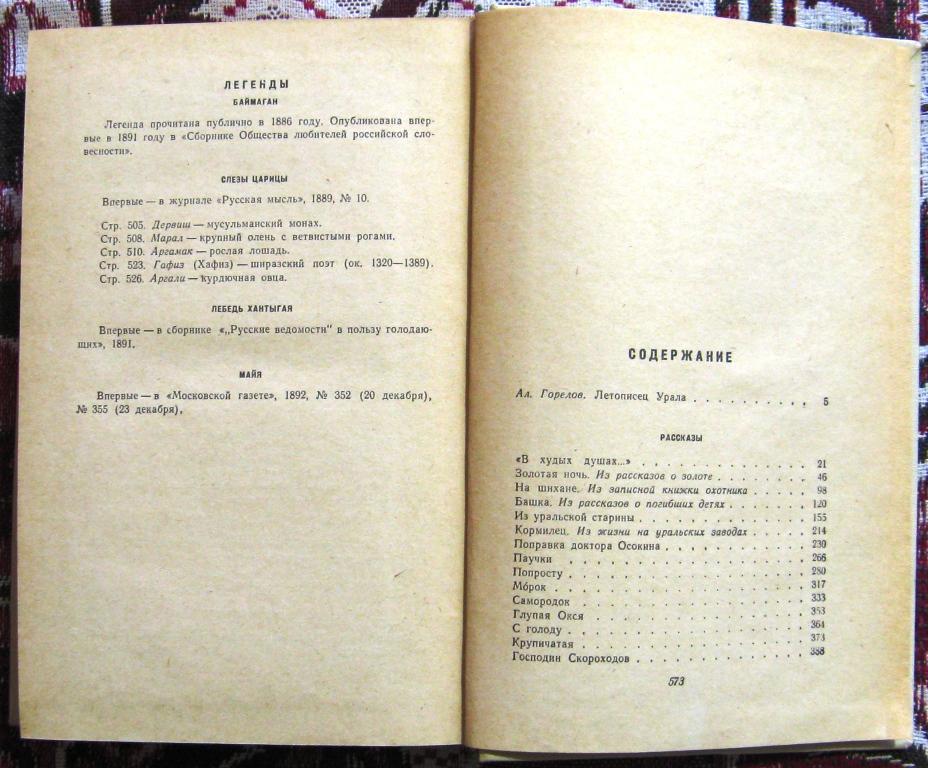 ЛЕГЕНДЫ
БАЙМАГАН
Легенда прочитана публично в 1886 году. Опубликована впер-
вые в 1891 году в «Сборнике Общества любителей российской сло-
весности».
СЛЕЗЫ ЦАРИЦЫ
Впервые — в журнале «Русская мысль», 1889, № 10.
Стр. 505. Дервиш — мусульманский монах.
Стр. 508. Марал — крупный олень с ветвистыми рогами.
Стр. 510. Аргамак — рослая лошадь.
Стр. 523. Гафиз (Хафиз) — ширазский поэт (ок. 1320—1389).
Стр. 526. Аргали — курдючная овца.
ЛЕБЕДЬ ХАНТЫГАЯ
Впервые — в сборнике «„Русские ведомости" в пользу голодаю-
щих», 1891.
МАЙЯ
Впервые — в «Московской газете», 1892, № 352 (20 декабря),
№ 355 (23 декабря),
СОДЕРЖАНИЕ
Ал. Горелов. Летописец Урала . . . . . . . . . . 5
РАССКАЗЫ
«В худых душах...» . . . . . . . . . . . . 21
Золотая ночь. Из рассказов о золоте . . . . . . . . 46
На шихане. Из записной книжки охотника . . . . . 98
Башка. Из рассказов о погибших детях . . . . . . . 120
Из уральской старины . . . . . . . . . . . . 155
Кормилец. Из жизни на уральских заводах . . . . . 214
Поправка доктора Осокина . . . . . . . . . . 230
Паучки . . . . . . . . . . . . . . . . . 266
Попросту . . . . . . . . . . . . . . . . 280
Мо́рок . . . . . . . . . . . . . . . . . 317
Самородок . . . . . . . . . . . . . . . . 333
Глупая Окся . . . . . . . . . . . . . . . 353
С голоду . . . . . . . . . . . . . . . . 364
Крупичатая . . . . . . . . . . . . . . . 373
Господин Скороходов . . . . . . . . . . . . 388
573